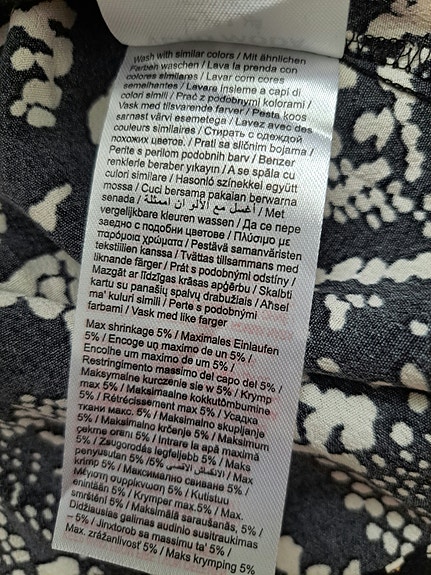 Wash with similar colors / Mit ähnlichen
Farben waschen / Lava la prenda con
colores similares / Lavar com cores
semelhantes / Lavare insieme a capi di
colori simili / Prać z podobnymi kolorami /
Vask med tilsvarende farver / Pesta koos
sarnast värvi esemetega / Lavez avec des
couleurs similaires / Стирать с одеждой
похожих цветов. / Prati sa sličnim bojama /
Perite s perilom podobnih barv / Benzer
renklerle beraber yıkayın / A se spăla cu
culori similare / Hasonló színekkel együtt
mossa / Cuci bersama pakaian berwarna
senada / أغسل مع الألوان المماثلة / Met
vergelijkbare kleuren wassen / Да се пере
заедно с подобни цветове / Πλύσιμο με
παρόμοια χρώματα / Pestävä samanväristen
tekstiilien kanssa / Tvättas tillsammans med
liknande färger / Prát s podobnými odstíny /
Mazgāt ar līdzīgas krāsas apģērbu / Skalbti
kartu su panašių spalvų drabužiais / Aħsel
ma' kuluri simili / Perte s podobnými
farbami / Vask med like farger
Max shrinkage 5% / Maximales Einlaufen
5% / Encoge un máximo de un 5% /
Encolhe um máximo de um 5% /
Restringimento massimo del capo del 5% /
Maksymalne kurczenie się w 5% / Krymp
max 5% / Maksimaalne kokkutõmbumine
5% / Rétrécissement max 5% / Усадка
ткани макс. 5% / Maksimalno skupljanje
5% / Maksimalno krčenje 5% / Maksimum
çekme oranı 5% / Intrare la apă maximă
5% / Zsugorodás legfeljebb 5% / Maks
penyusutan 5% / الانكماش الأقصى 5% / Max
krimp 5% / Максимално свиване 5% /
Μέγιστη συρρίκνωση 5% / Kutistuu
enintään 5% / Krymper max.5% / Max.
smrštění 5% / Maksimālā saraušanās, 5% /
Didžiausias galimas audinio susitraukimas
– 5% / Jinxtorob sa massimu ta' 5% /
Max. zrážanlivosť 5% / Maks krymping 5%